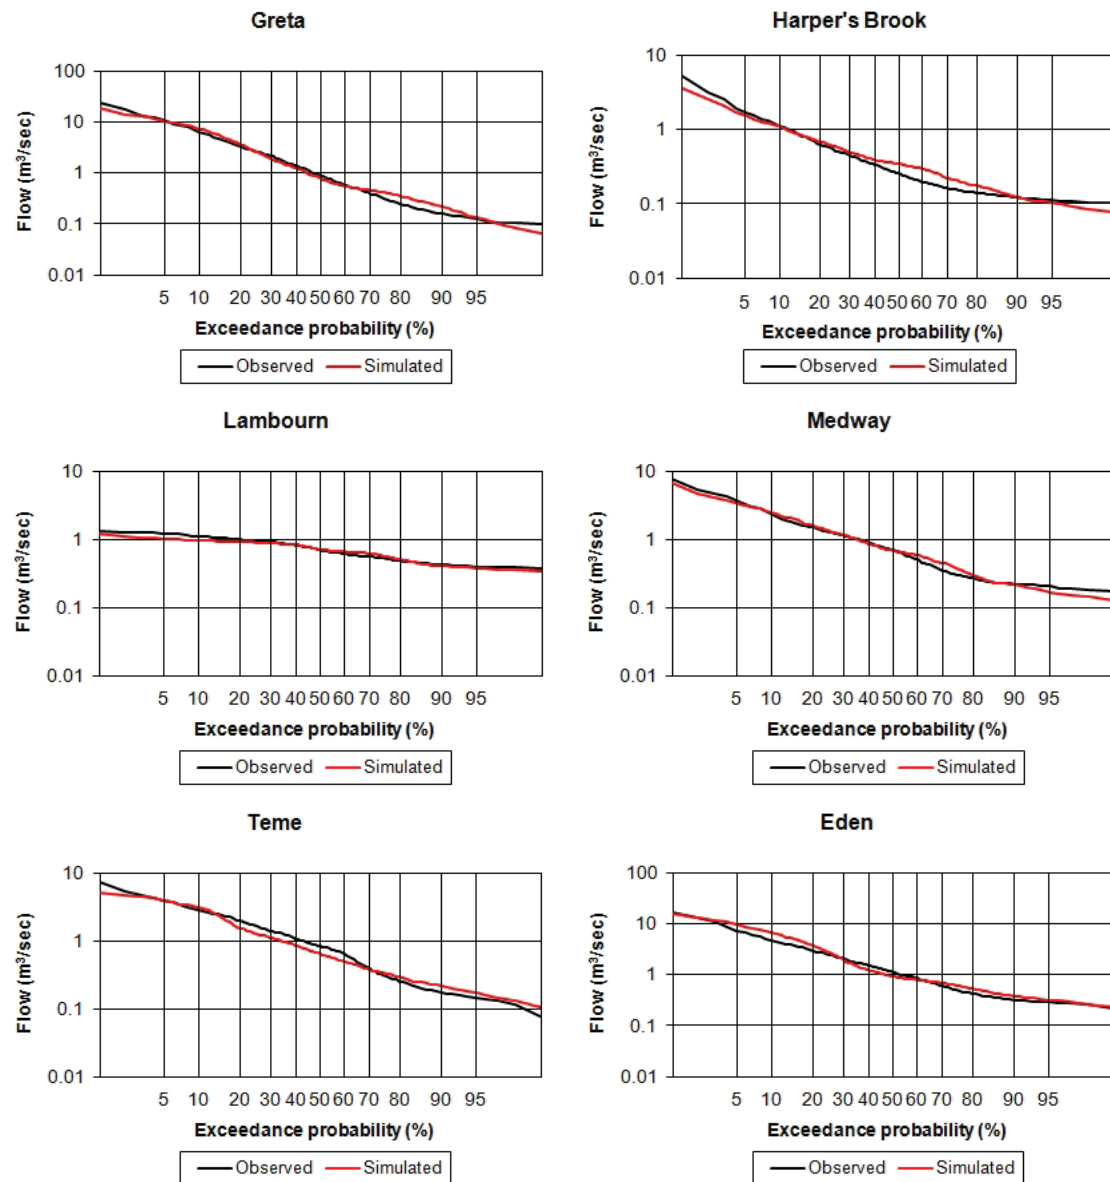 Greta
Flow (m³/sec)
100
10
1
0.1
0.01
5 10 20 30 40 50 60 70 80 90 95
Exceedance probability (%)
Observed Simulated
Harper's Brook
Flow (m³/sec)
10
1
0.1
0.01
5 10 20 30 40 50 60 70 80 90 95
Exceedance probability (%)
Observed Simulated
Lambourn
Flow (m³/sec)
10
1
0.1
0.01
5 10 20 30 40 50 60 70 80 90 95
Exceedance probability (%)
Observed Simulated
Medway
Flow (m³/sec)
10
1
0.1
0.01
5 10 20 30 40 50 60 70 80 90 95
Exceedance probability (%)
Observed Simulated
Teme
Flow (m³/sec)
10
1
0.1
0.01
5 10 20 30 40 50 60 70 80 90 95
Exceedance probability (%)
Observed Simulated
Eden
Flow (m³/sec)
100
10
1
0.1
0.01
5 10 20 30 40 50 60 70 80 90 95
Exceedance probability (%)
Observed Simulated